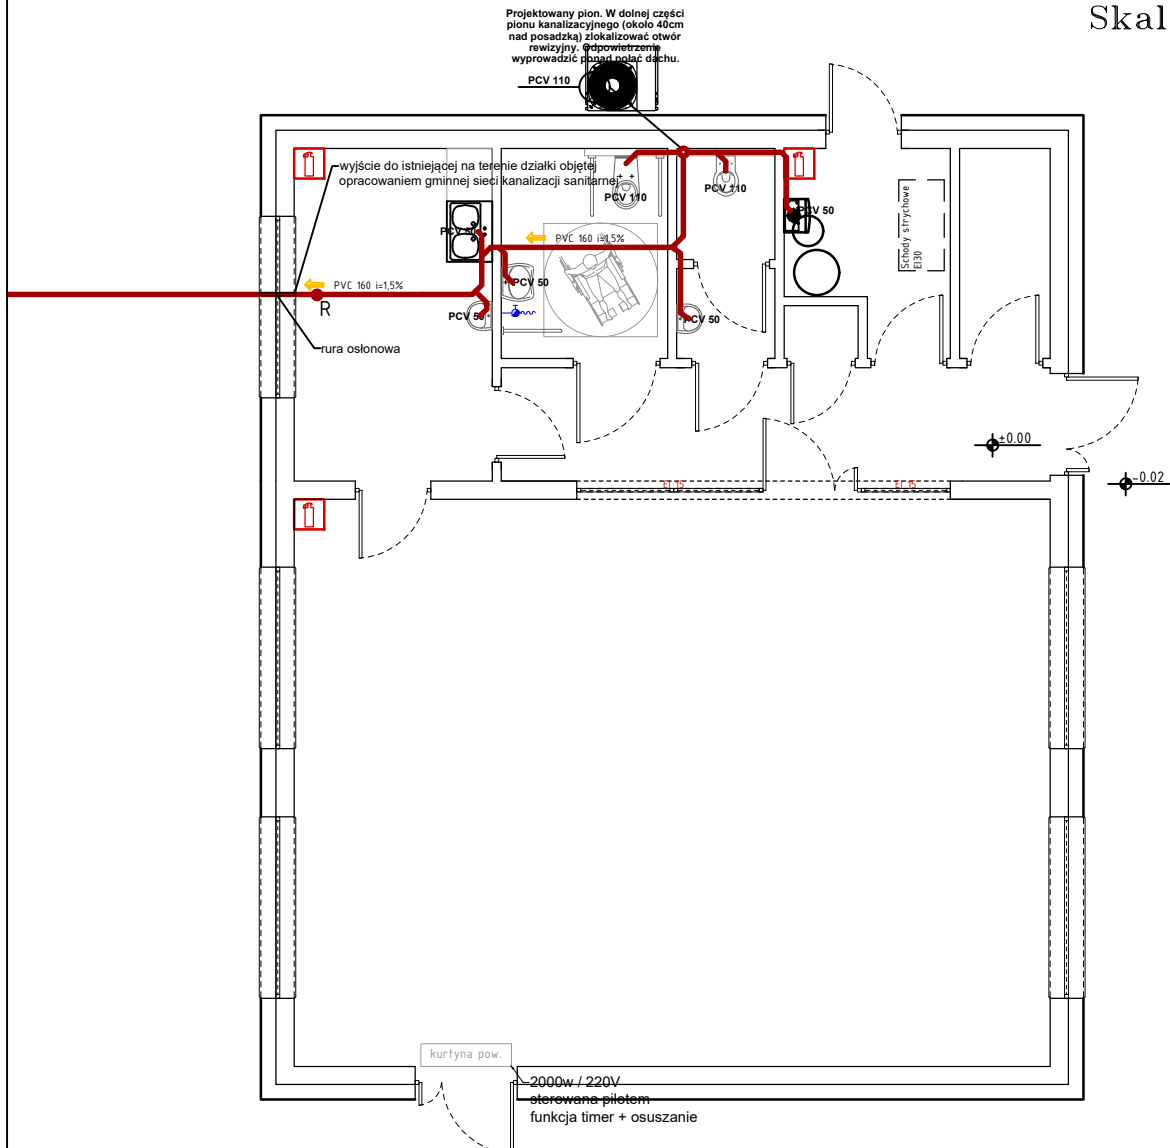 Skal
Projektowany pion. W dolnej części
pionu kanalizacyjnego (około 40cm
nad posadzką) zlokalizować otwór
rewizyjny. Odpowietrzenie
wyprowadzić ponad połać dachu.
PCV 110
wyjście do istniejącej na terenie działki objętej
opracowaniem gminnej sieci kanalizacji sanitarnej
PCV 110
PCV 110
PCV 50
Schody strychowe
EI30
PCV 50
PVC 160 i=1,5%
PCV 50
PVC 160 i=1,5%
R
PCV 50
PCV 50
rura osłonowa
±0.00
-0.02
EI 15
EI 15
kurtyna pow.
2000w / 220V
sterowana pilotem
funkcja timer + osuszanie